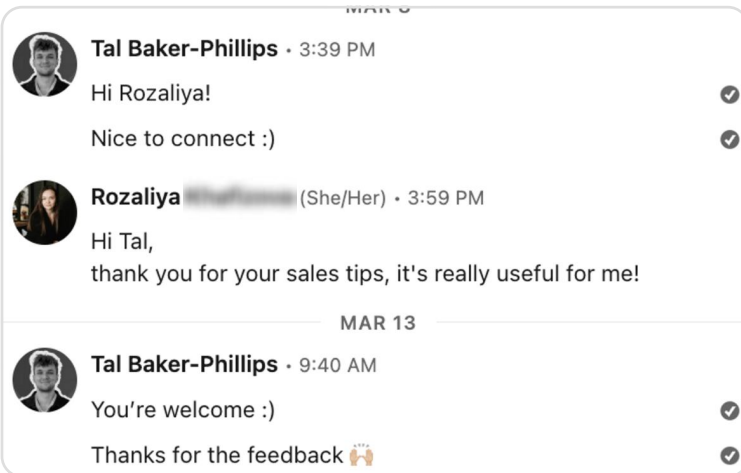 Tal Baker-Phillips • 3:39 PM
Hi Rozaliya!
Nice to connect :)
Rozaliya (She/Her) • 3:59 PM
Hi Tal,
thank you for your sales tips, it's really useful for me!
MAR 13
Tal Baker-Phillips • 9:40 AM
You’re welcome :)
Thanks for the feedback 🙌🏼